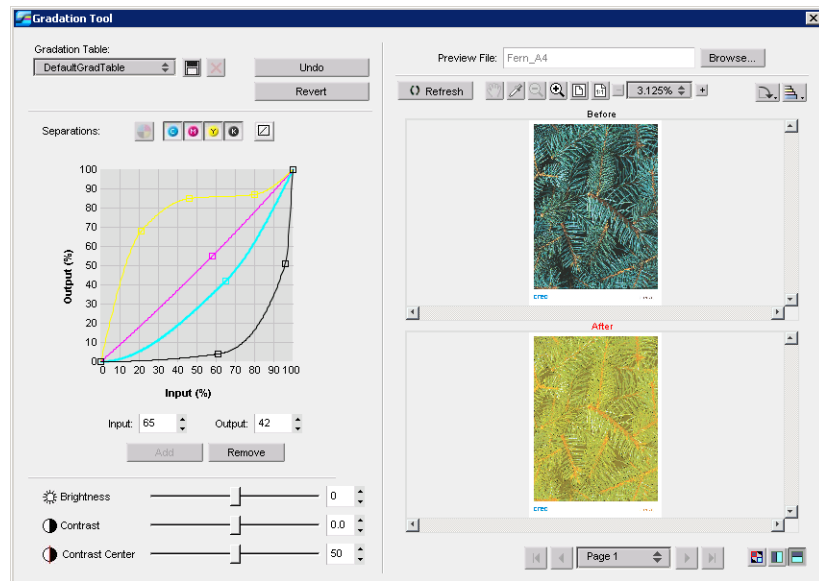 Gradation Tool
Gradation Table:
DefaultGradTable
Undo
Revert
Separations:
C M Y K
100
90
80
70
60
50
40
30
20
10
0
Output (%)
0 10 20 30 40 50 60 70 80 90 100
Input (%)
Input: 65 Output: 42
Add Remove
Brightness 0
Contrast 0.0
Contrast Center 50
Preview File: Fern_A4 Browse...
Refresh 1:1 3.125%
Before
After
Page 1